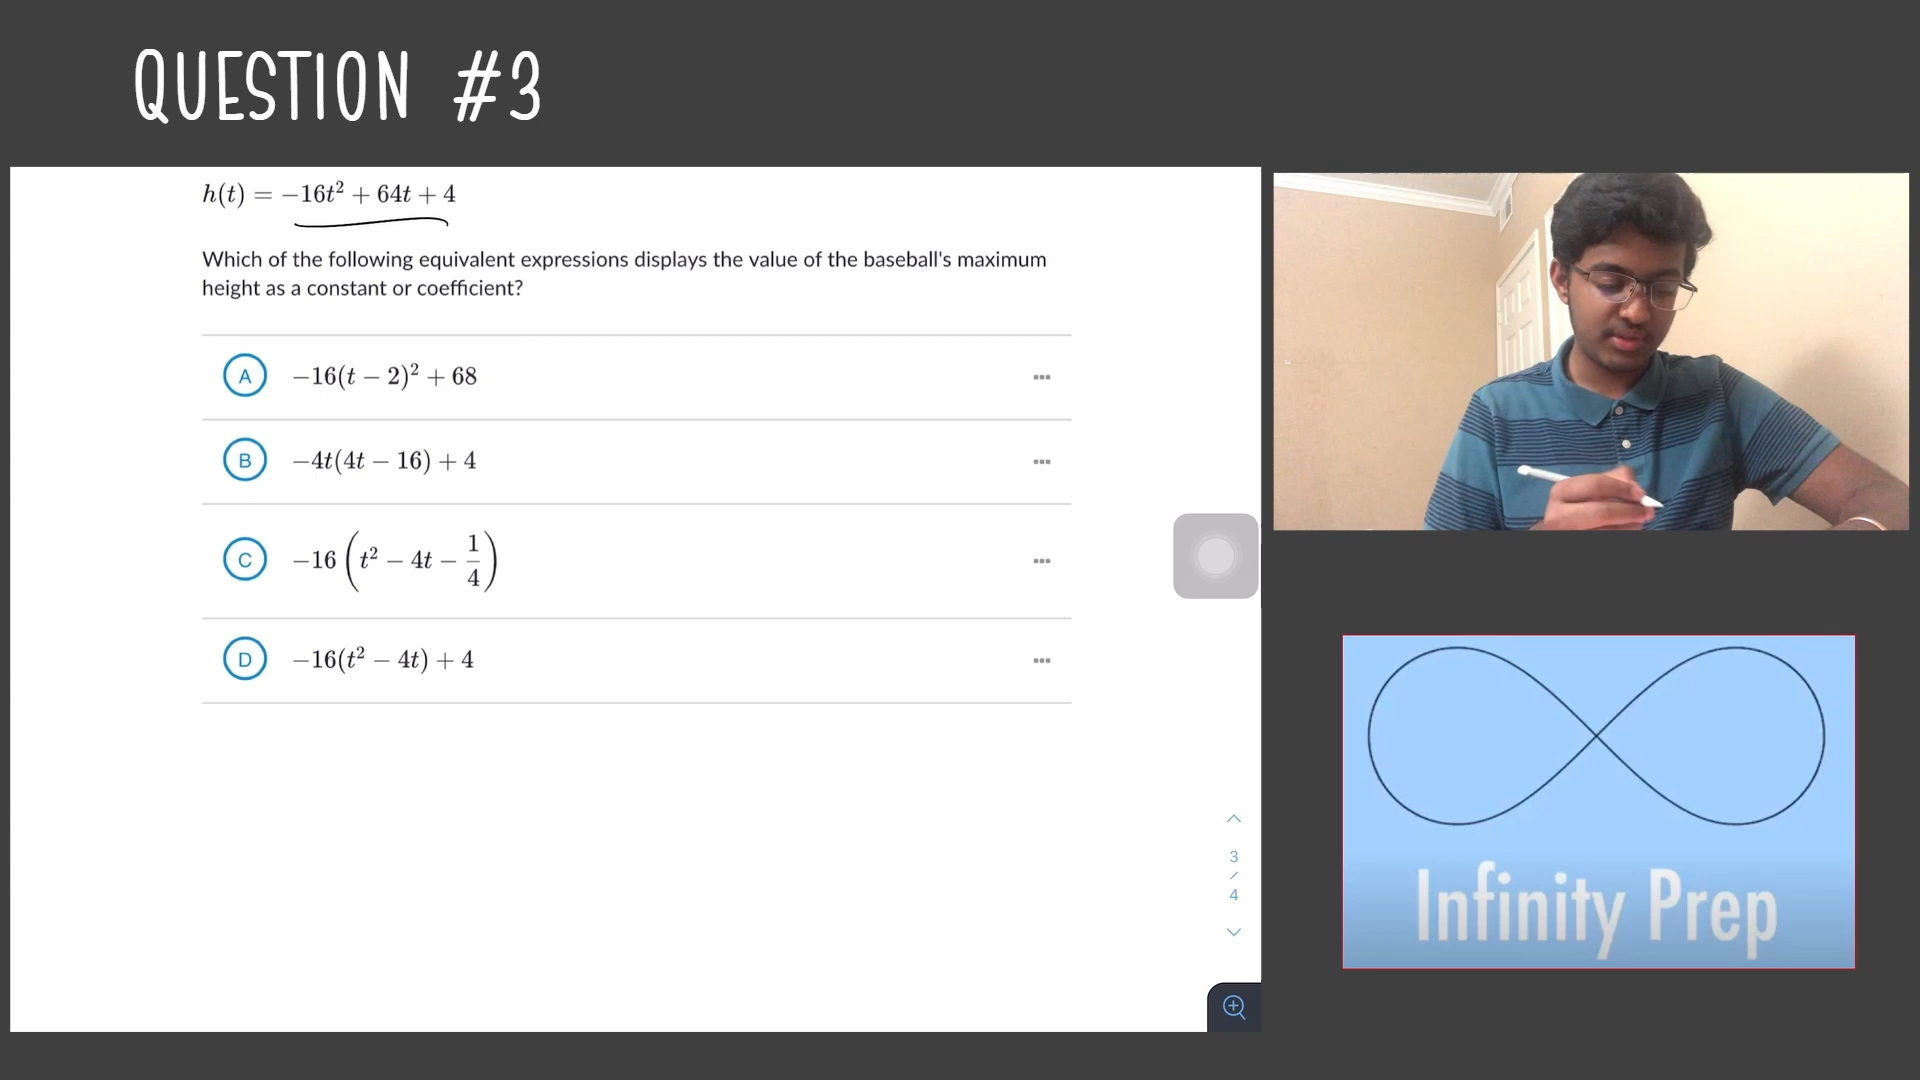 QUESTION #3
h(t) = −16t² + 64t + 4
Which of the following equivalent expressions displays the value of the baseball's maximum
height as a constant or coefficient?
A −16(t − 2)² + 68
B −4t(4t − 16) + 4
C −16(t² − 4t − 1/4)
D −16(t² − 4t) + 4
3
/
4
Infinity Prep